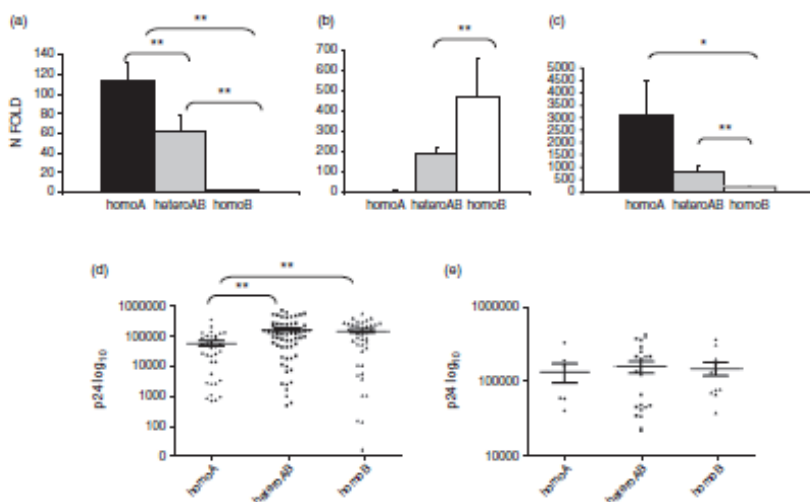 (a)
**
**
**
N FOLD
140
120
100
80
60
40
20
0
homoA heteroAB homoB
(b)
**
700
600
500
400
300
200
100
0
homoA heteroAB homoB
(c)
*
**
5000
4500
4000
3500
3000
2500
2000
1500
1000
500
0
homoA heteroAB homoB
(d)
**
**
p24 log10
1000000
100000
10000
1000
100
0
homoA
heteroAB
homoB
(e)
p24 log10
1000000
100000
10000
homoA
heteroAB
homoB